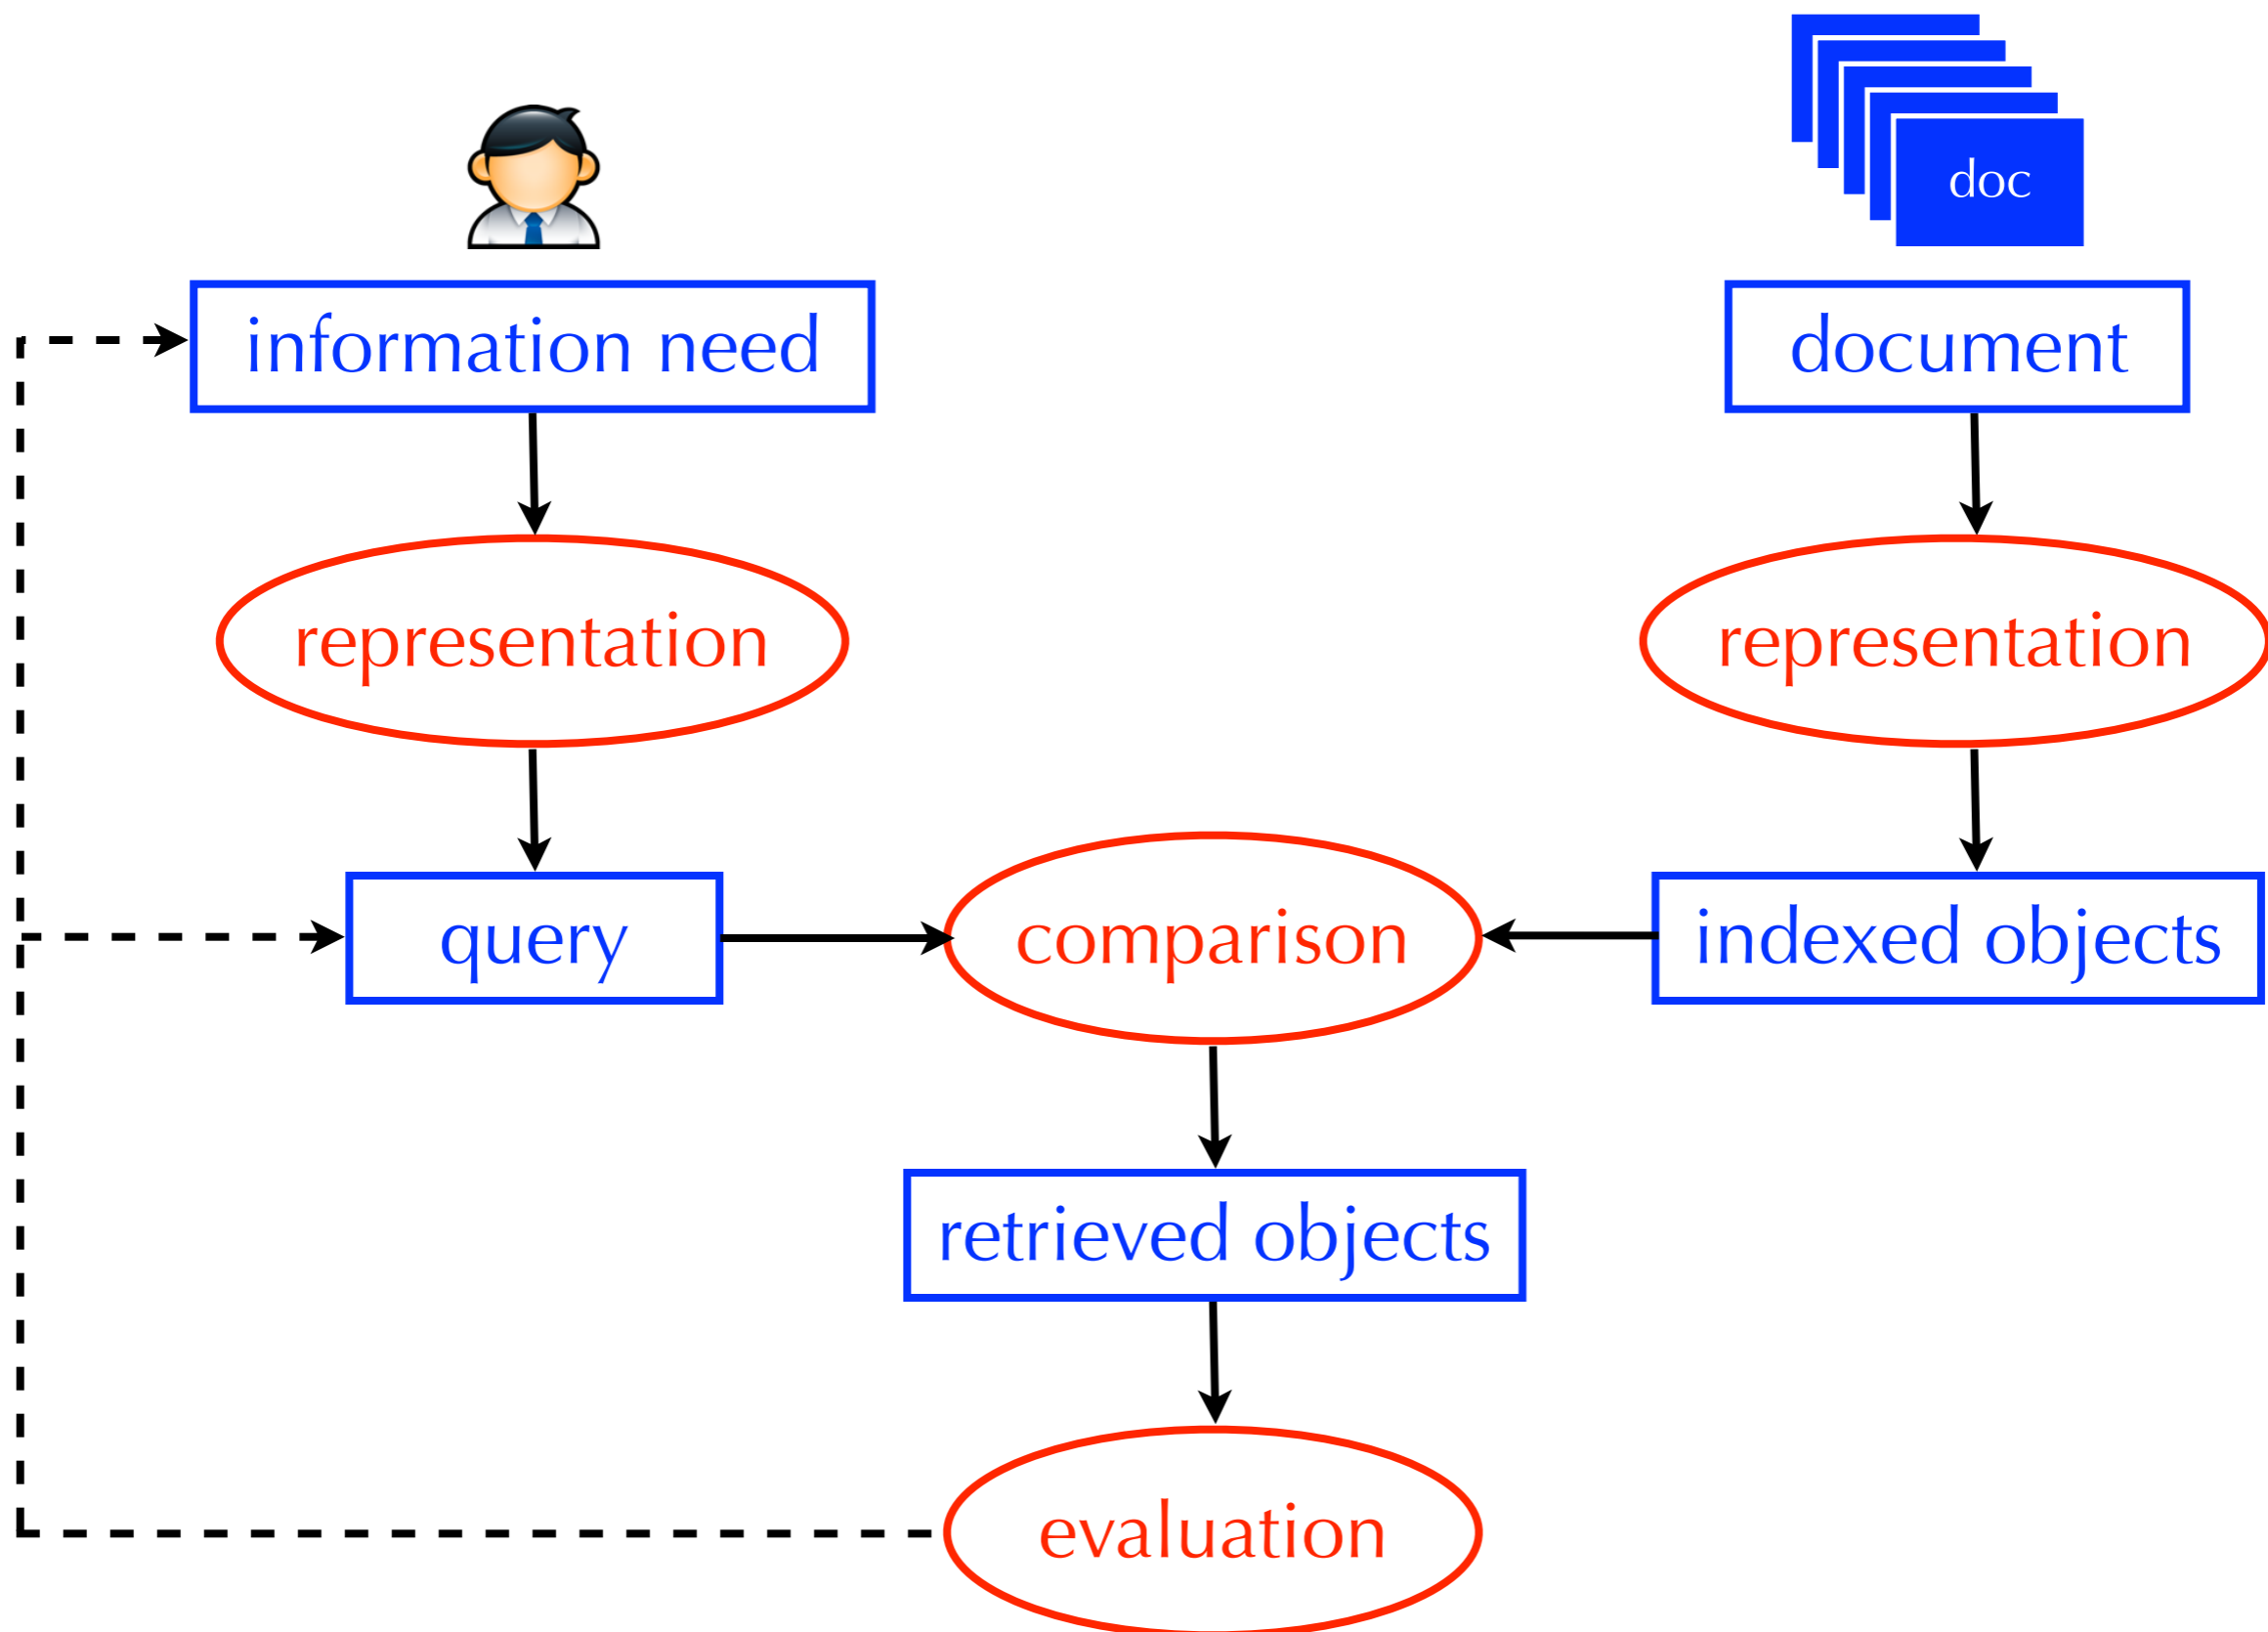 doc
information need
document
representation
representation
query
comparison
indexed objects
retrieved objects
evaluation